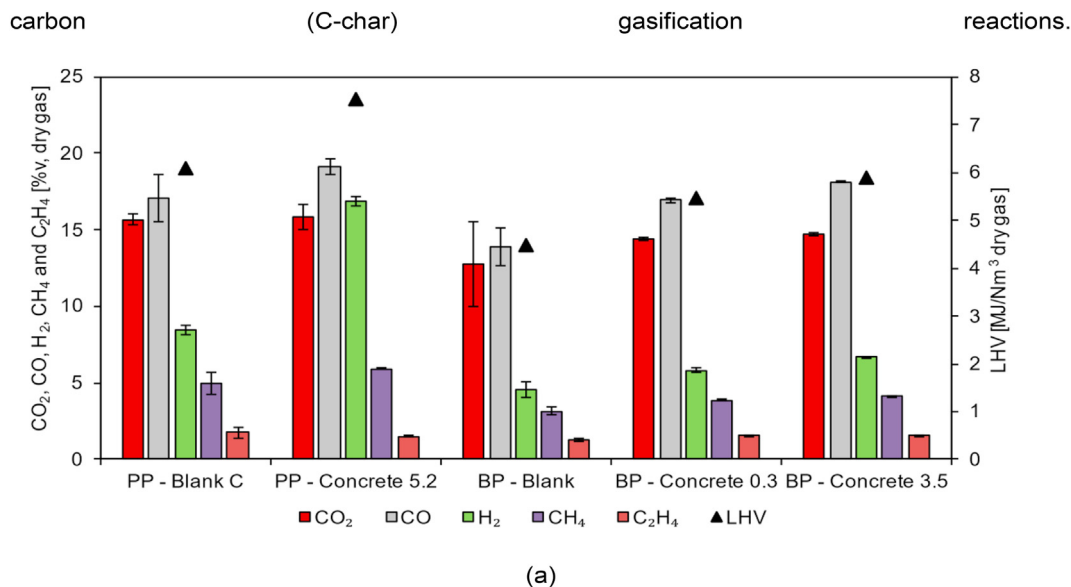 carbon (C-char) gasification reactions.
25
20
15
10
5
0
CO₂, CO, H₂, CH₄ and C₂H₄ [%v, dry gas]
8
7
6
5
4
3
2
1
0
LHV [MJ/Nm³ dry gas]
PP - Blank C PP - Concrete 5.2 BP - Blank BP - Concrete 0.3 BP - Concrete 3.5
CO₂ CO H₂ CH₄ C₂H₄ LHV
(a)